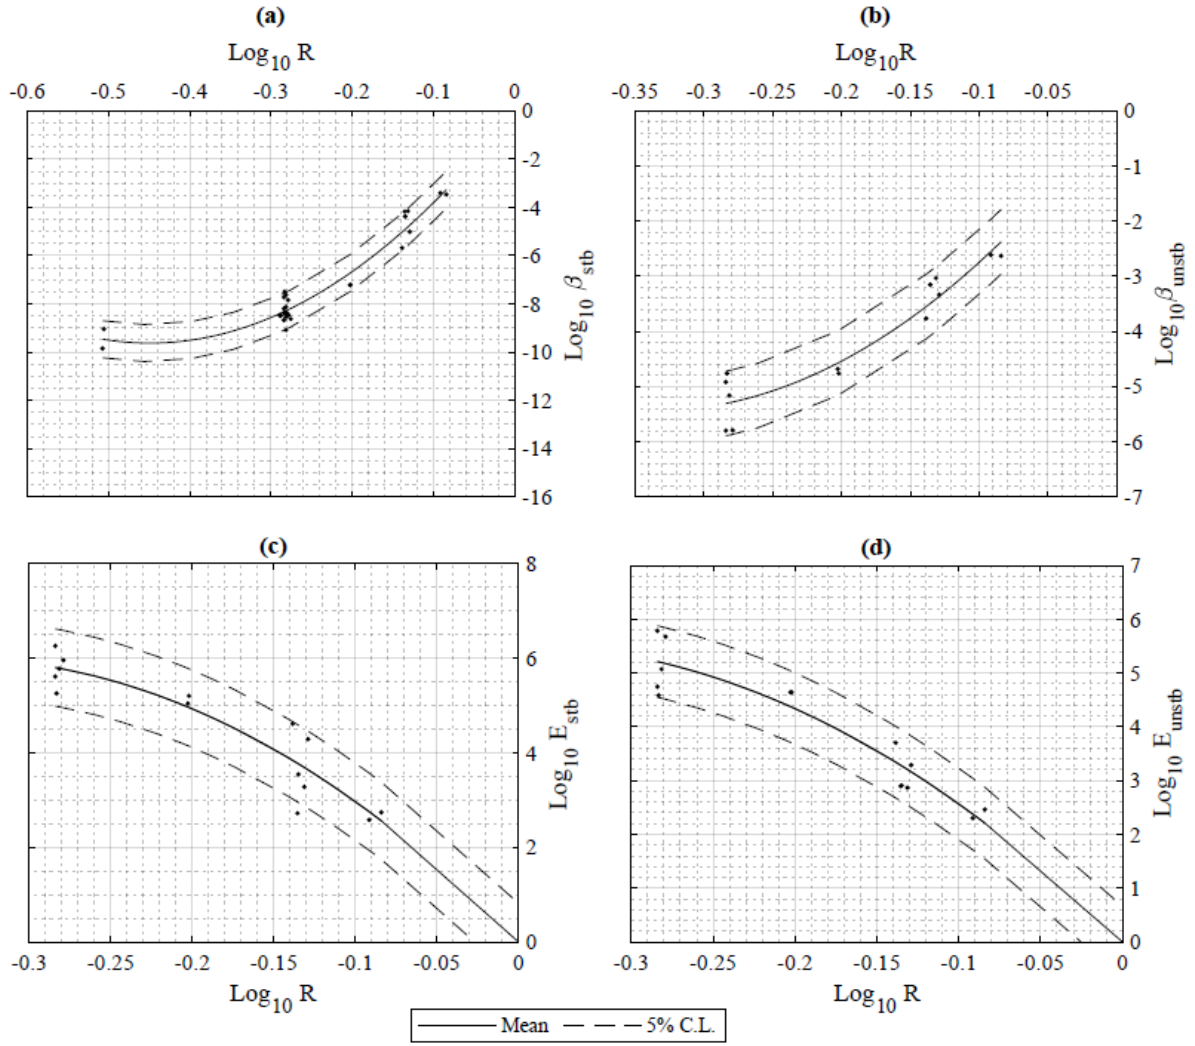 (a)
Log10 R
-0.6 -0.5 -0.4 -0.3 -0.2 -0.1 0
0
-2
-4
-6
-8
-10
-12
-14
-16
Log10 βstb
(b)
Log10R
-0.35 -0.3 -0.25 -0.2 -0.15 -0.1 -0.05
0
-1
-2
-3
-4
-5
-6
-7
Log10βunstb
(c)
8
6
4
2
0
Log10 Estb
-0.3 -0.25 -0.2 -0.15 -0.1 -0.05 0
Log10 R
(d)
7
6
5
4
3
2
1
0
Log10 Eunstb
-0.3 -0.25 -0.2 -0.15 -0.1 -0.05 0
Log10 R
Mean 5% C.L.